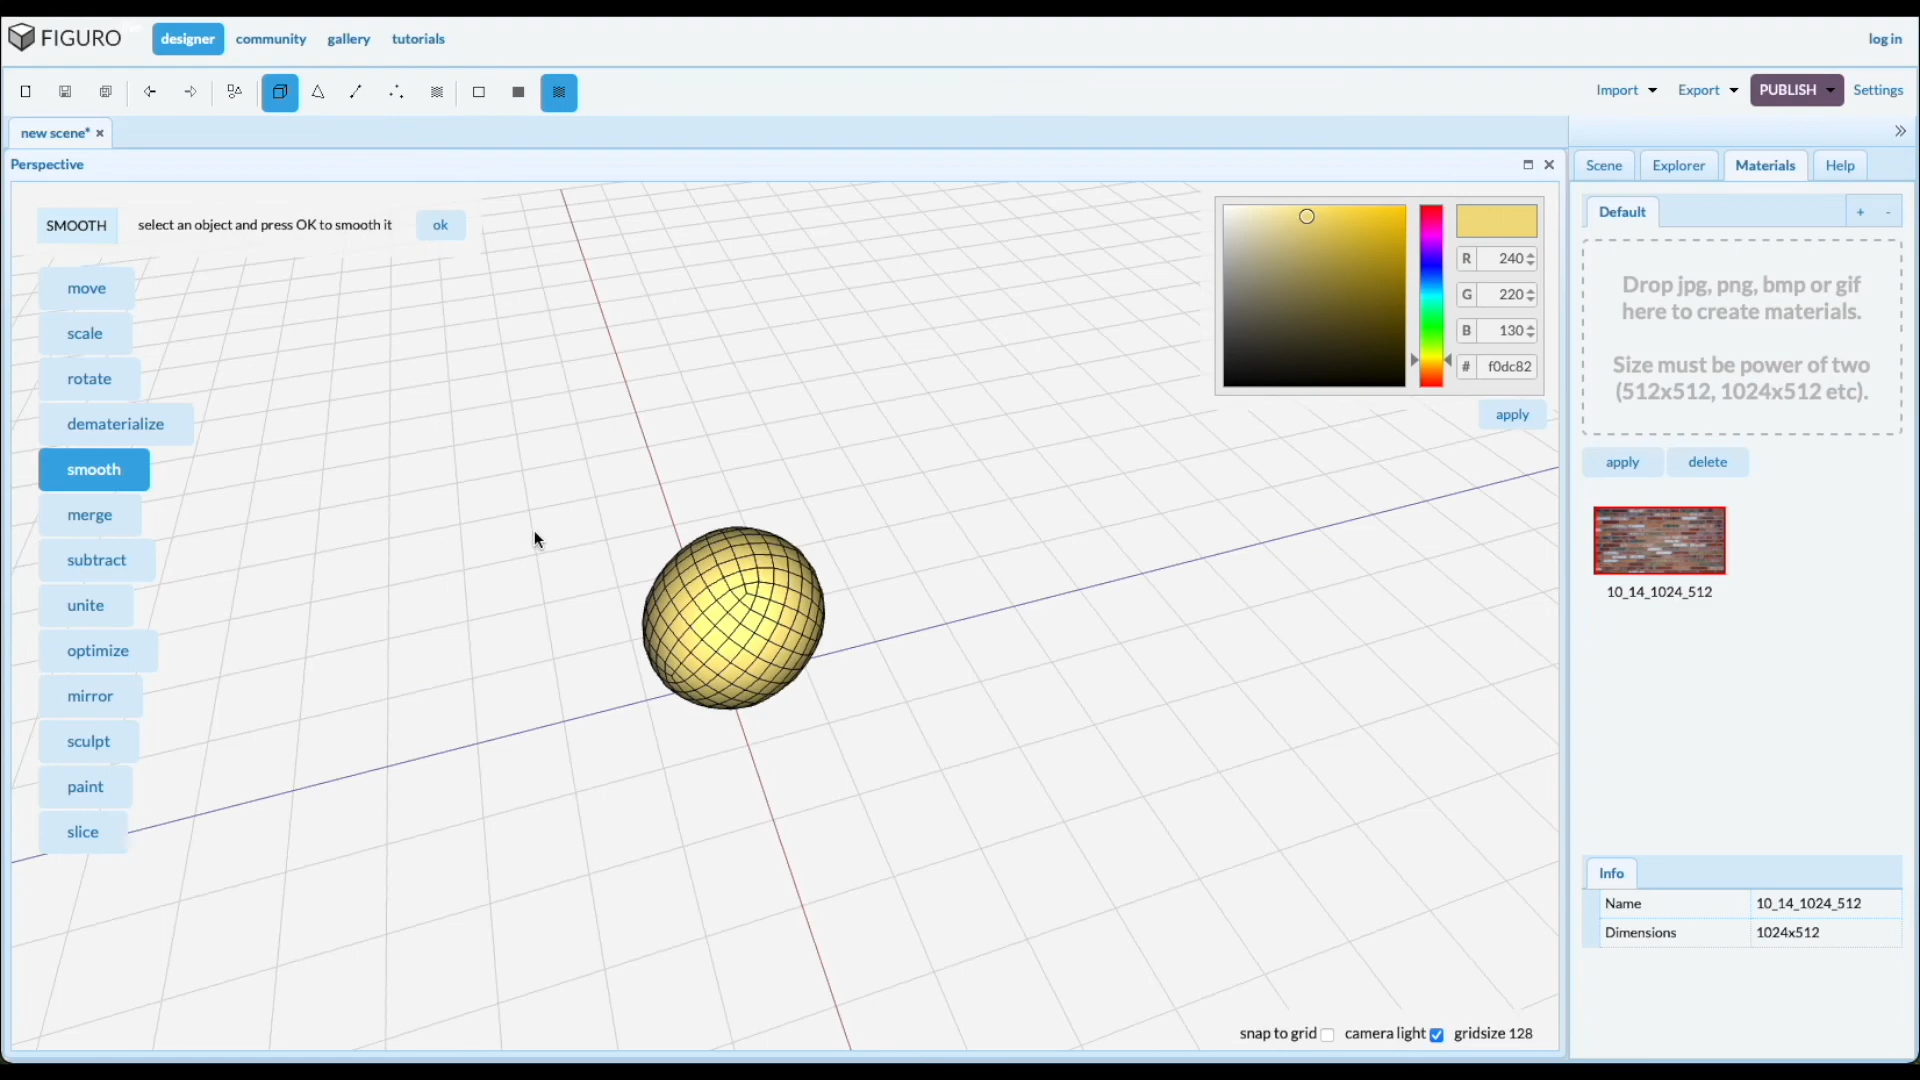 FIGURO
designer
community
gallery
tutorials
log in
Import
Export
PUBLISH
Settings
new scene*
Perspective
Scene
Explorer
Materials
Help
SMOOTH
select an object and press OK to smooth it
ok
move
scale
rotate
dematerialize
smooth
merge
subtract
unite
optimize
mirror
sculpt
paint
slice
R 240
G 220
B 130
# f0dc82
apply
Default
+ -
Drop jpg, png, bmp or gif
here to create materials.
Size must be power of two
(512x512, 1024x512 etc).
apply
delete
10_14_1024_512
Info
Name 10_14_1024_512
Dimensions 1024x512
snap to grid
camera light
gridsize 128